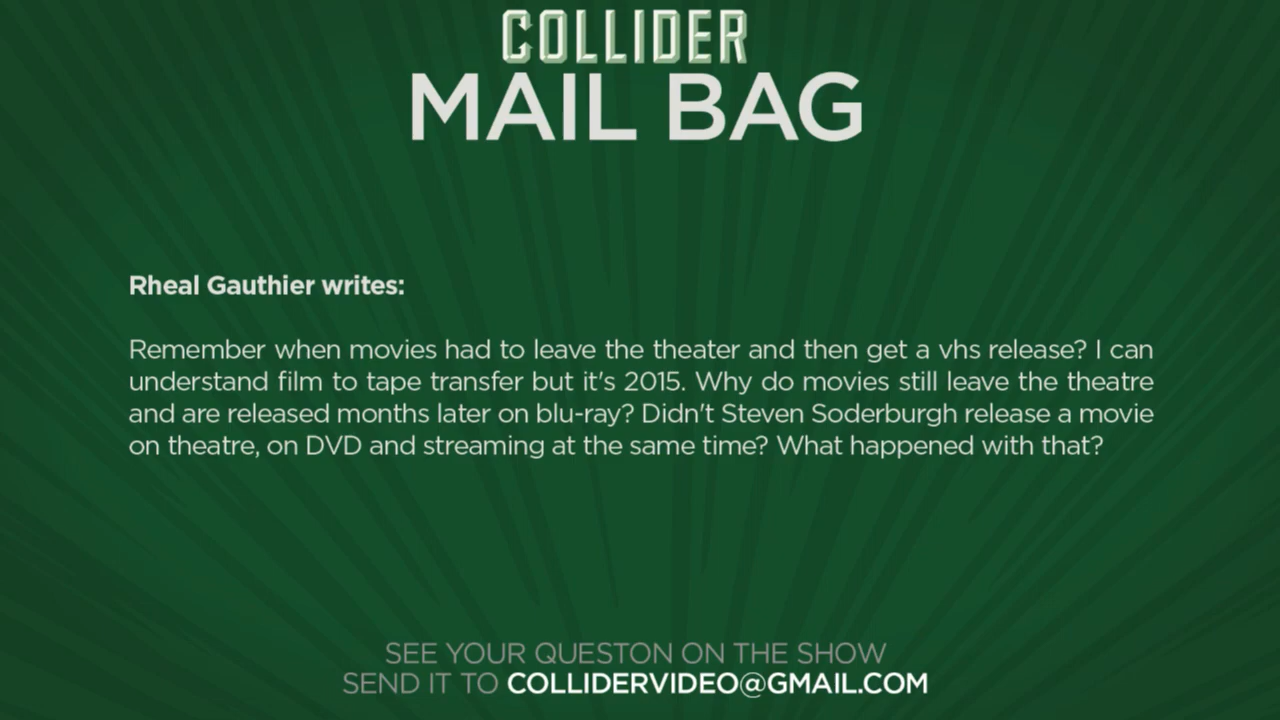 COLLIDER
MAIL BAG
Rheal Gauthier writes:
Remember when movies had to leave the theater and then get a vhs release? I can
understand film to tape transfer but it's 2015. Why do movies still leave the theatre
and are released months later on blu-ray? Didn't Steven Soderburgh release a movie
on theatre, on DVD and streaming at the same time? What happened with that?
SEE YOUR QUESTON ON THE SHOW
SEND IT TO COLLIDERVIDEO@GMAIL.COM